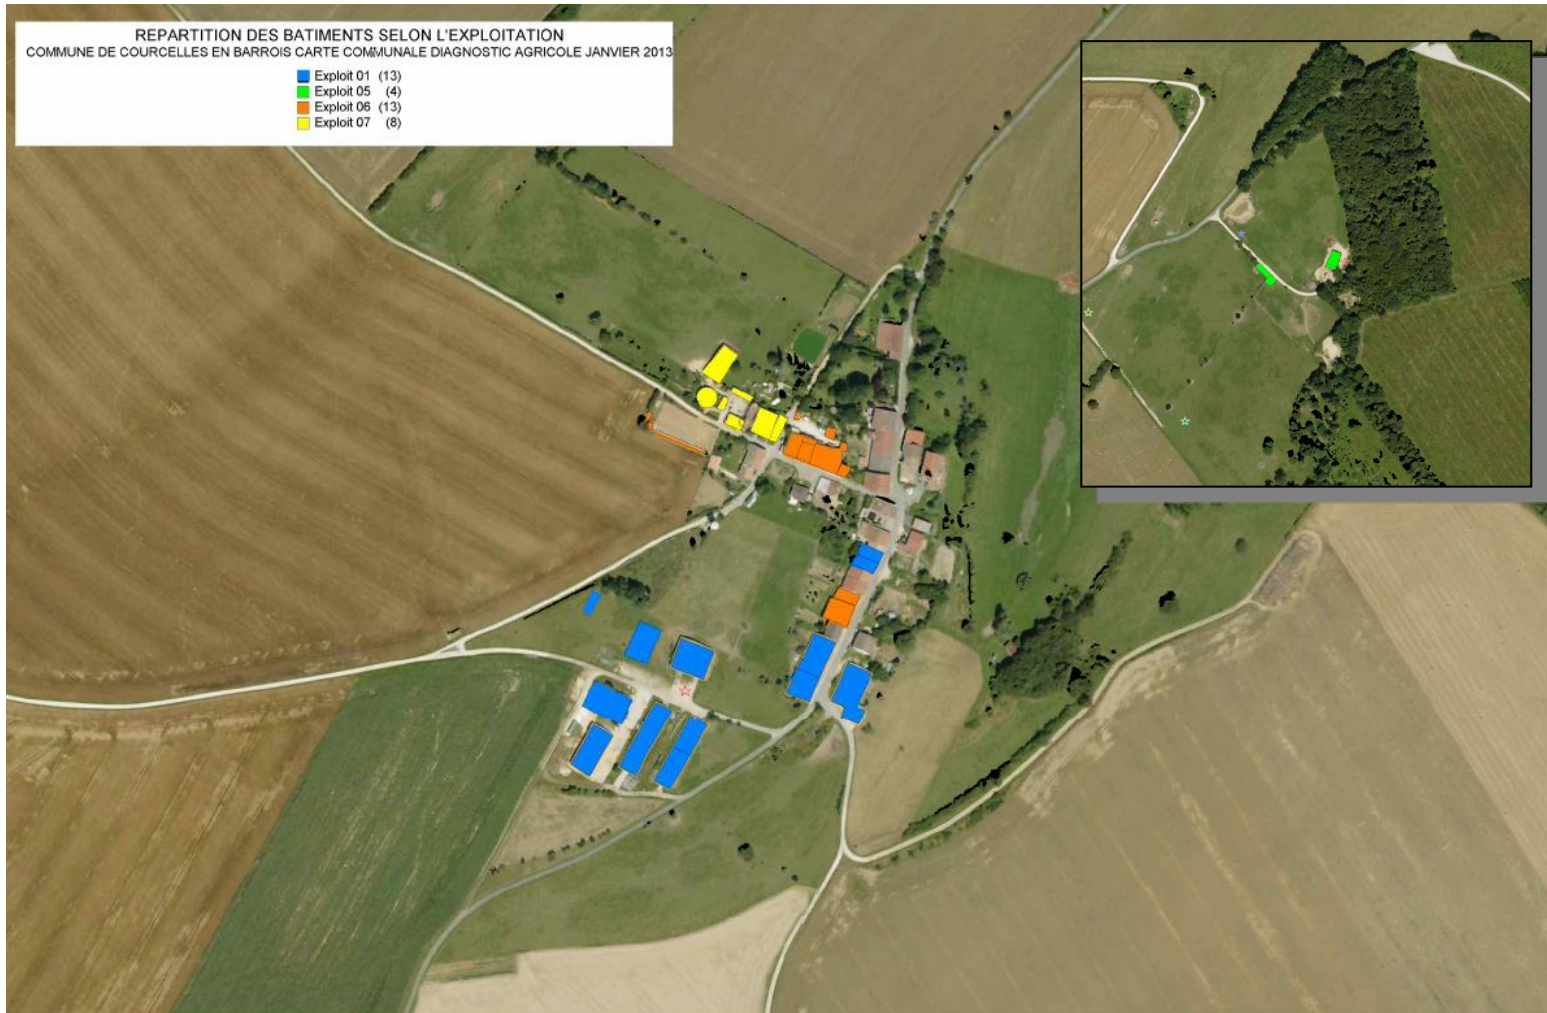 REPARTITION DES BATIMENTS SELON L'EXPLOITATION
COMMUNE DE COURCELLES EN BARROIS CARTE COMMUNALE DIAGNOSTIC AGRICOLE JANVIER 2013
Exploit 01 (13)
Exploit 05 (4)
Exploit 06 (13)
Exploit 07 (8)